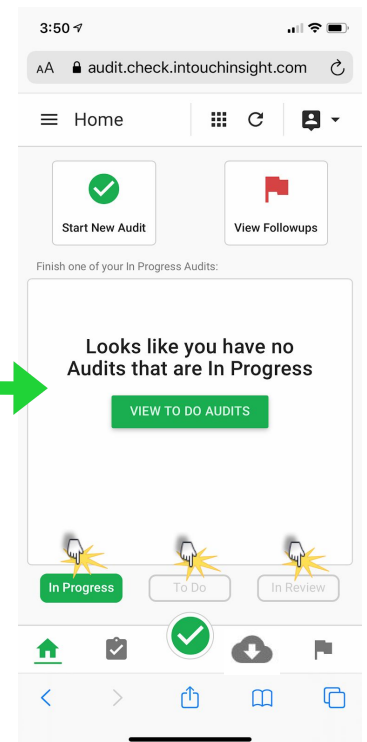 3:50
AA audit.check.intouchinsight.com
Home
Start New Audit
View Followups
Finish one of your In Progress Audits:
Looks like you have no
Audits that are In Progress
VIEW TO DO AUDITS
In Progress
To Do
In Review